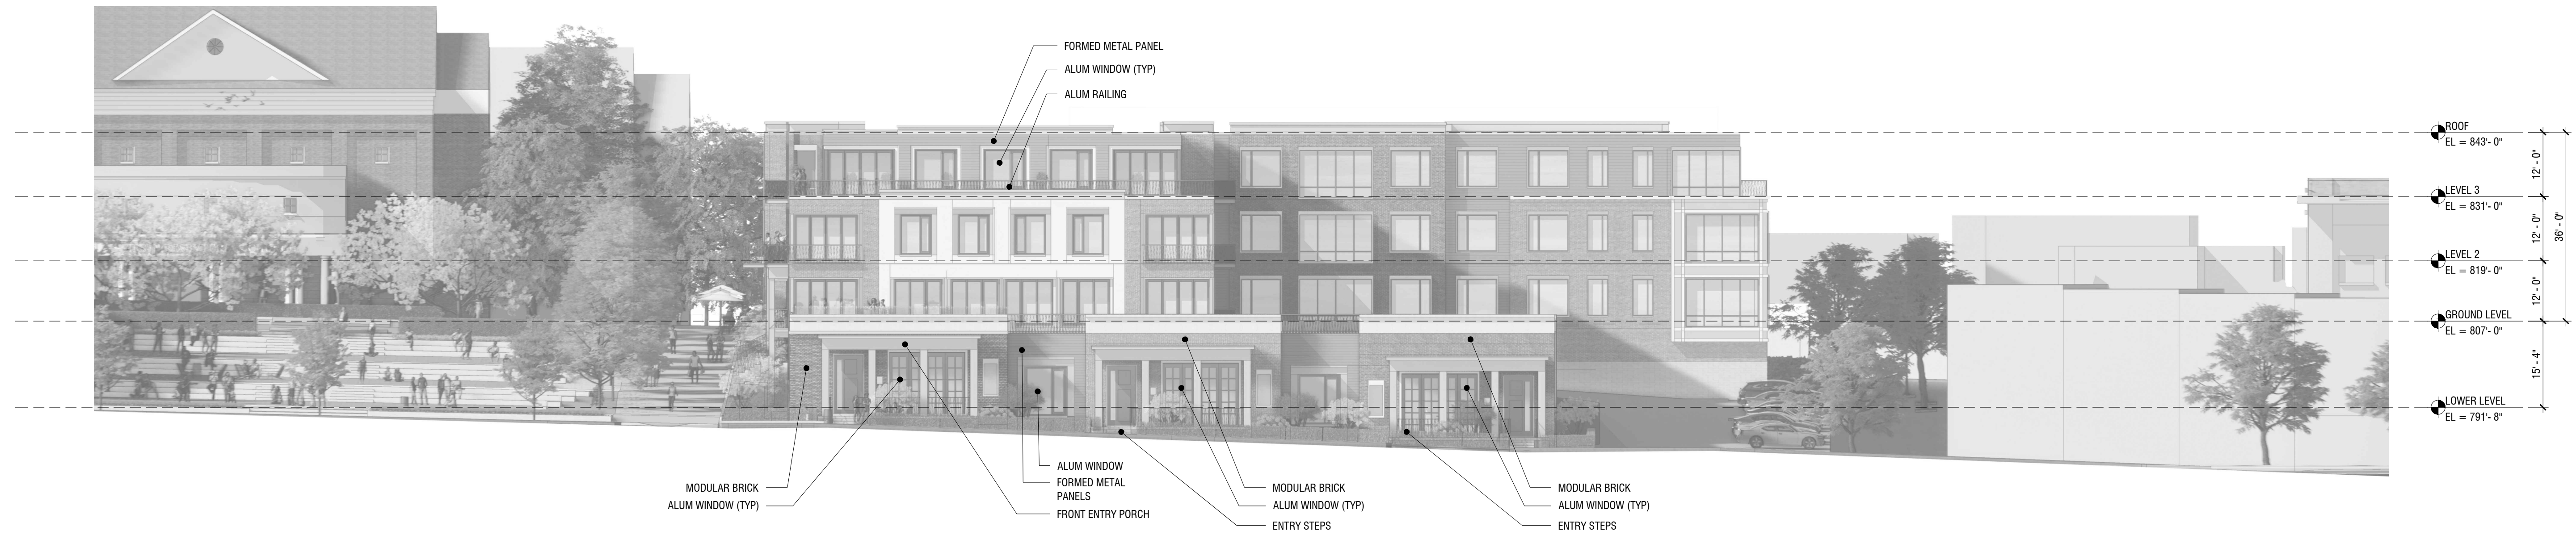 FORMED METAL PANEL
ALUM WINDOW (TYP)
ALUM RAILING
ROOF
EL = 843'- 0"
12' - 0"
LEVEL 3
EL = 831'- 0"
12' - 0"
36' - 0"
LEVEL 2
EL = 819'- 0"
12' - 0"
GROUND LEVEL
EL = 807'- 0"
15' - 4"
LOWER LEVEL
EL = 791'- 8"
MODULAR BRICK
ALUM WINDOW (TYP)
ALUM WINDOW
FORMED METAL
PANELS
FRONT ENTRY PORCH
MODULAR BRICK
ALUM WINDOW (TYP)
ENTRY STEPS
MODULAR BRICK
ALUM WINDOW (TYP)
ENTRY STEPS